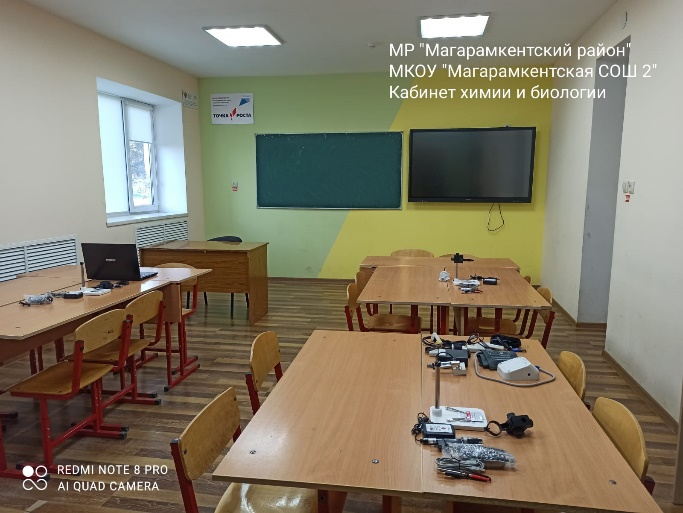 МР "Магарамкентский район"
МКОУ "Магарамкентская СОШ 2"
Кабинет химии и биологии
ТОЧКА РОСТА
REDMI NOTE 8 PRO
AI QUAD CAMERA